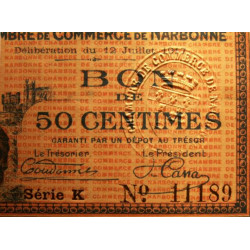 MBRE DE COMMERCE DE NARBONNE
Délibération du 12 Juillet
BON
DE
50 CENTIMES
GARANTI PAR UN DÉPOT AU TRÉSOR
Le Trésorier
Le Président
Série K
No 11189